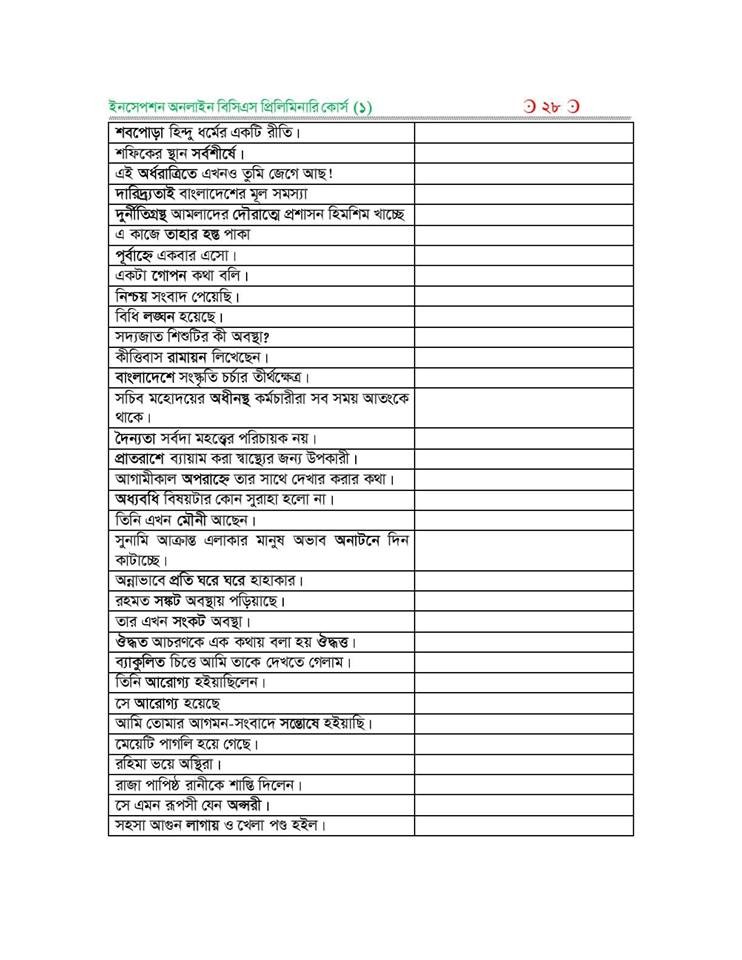 ইনসেপশন অনলাইন বিসিএস প্রিলিমিনারি কোর্স (১)
২৮
শবপোড়া হিন্দু ধর্মের একটি রীতি।
শফিকের স্থান সর্বশীর্ষে।
এই অর্ধরাত্রিতে এখনও তুমি জেগে আছ!
দারিদ্র্যতাই বাংলাদেশের মূল সমস্যা
দুর্নীতিগ্রন্থ আমলাদের দৌরাত্মে প্রশাসন হিমশিম খাচ্ছে
এ কাজে তাহার হস্ত পাকা
পূর্বাহ্নে একবার এসো।
একটা গোপন কথা বলি।
নিশ্চয় সংবাদ পেয়েছি।
বিধি লঙ্ঘন হয়েছে।
সদ্যজাত শিশুটির কী অবস্থা?
কীত্তিবাস রামায়ন লিখেছেন।
বাংলাদেশে সংস্কৃতি চর্চার তীর্থক্ষেত্র।
সচিব মহোদয়ের অধীনস্থ কর্মচারীরা সব সময় আতংকে
থাকে।
দৈন্যতা সর্বদা মহত্ত্বের পরিচায়ক নয়।
প্রাতরাশে ব্যায়াম করা স্বাস্থ্যের জন্য উপকারী।
আগামীকাল অপরাহ্নে তার সাথে দেখার করার কথা।
অধ্যবধি বিষয়টার কোন সুরাহা হলো না।
তিনি এখন মৌনী আছেন।
সুনামি আক্রান্ত এলাকার মানুষ অভাব অনাটনে দিন
কাটাচ্ছে।
অন্নাভাবে প্রতি ঘরে ঘরে হাহাকার।
রহমত সঙ্কট অবস্থায় পড়িয়াছে।
তার এখন সংকট অবস্থা।
ঔদ্ধত আচরণকে এক কথায় বলা হয় ঔদ্ধত্ত।
ব্যাকুলিত চিত্তে আমি তাকে দেখতে গেলাম।
তিনি আরোগ্য হইয়াছিলেন।
সে আরোগ্য হয়েছে
আমি তোমার আগমন-সংবাদে সন্তোষে হইয়াছি।
মেয়েটি পাগলি হয়ে গেছে।
রহিমা ভয়ে অস্থিরা।
রাজা পাপিষ্ঠ রানীকে শাস্তি দিলেন।
সে এমন রূপসী যেন অপ্সরী।
সহসা আগুন লাগায় ও খেলা পণ্ড হইল।